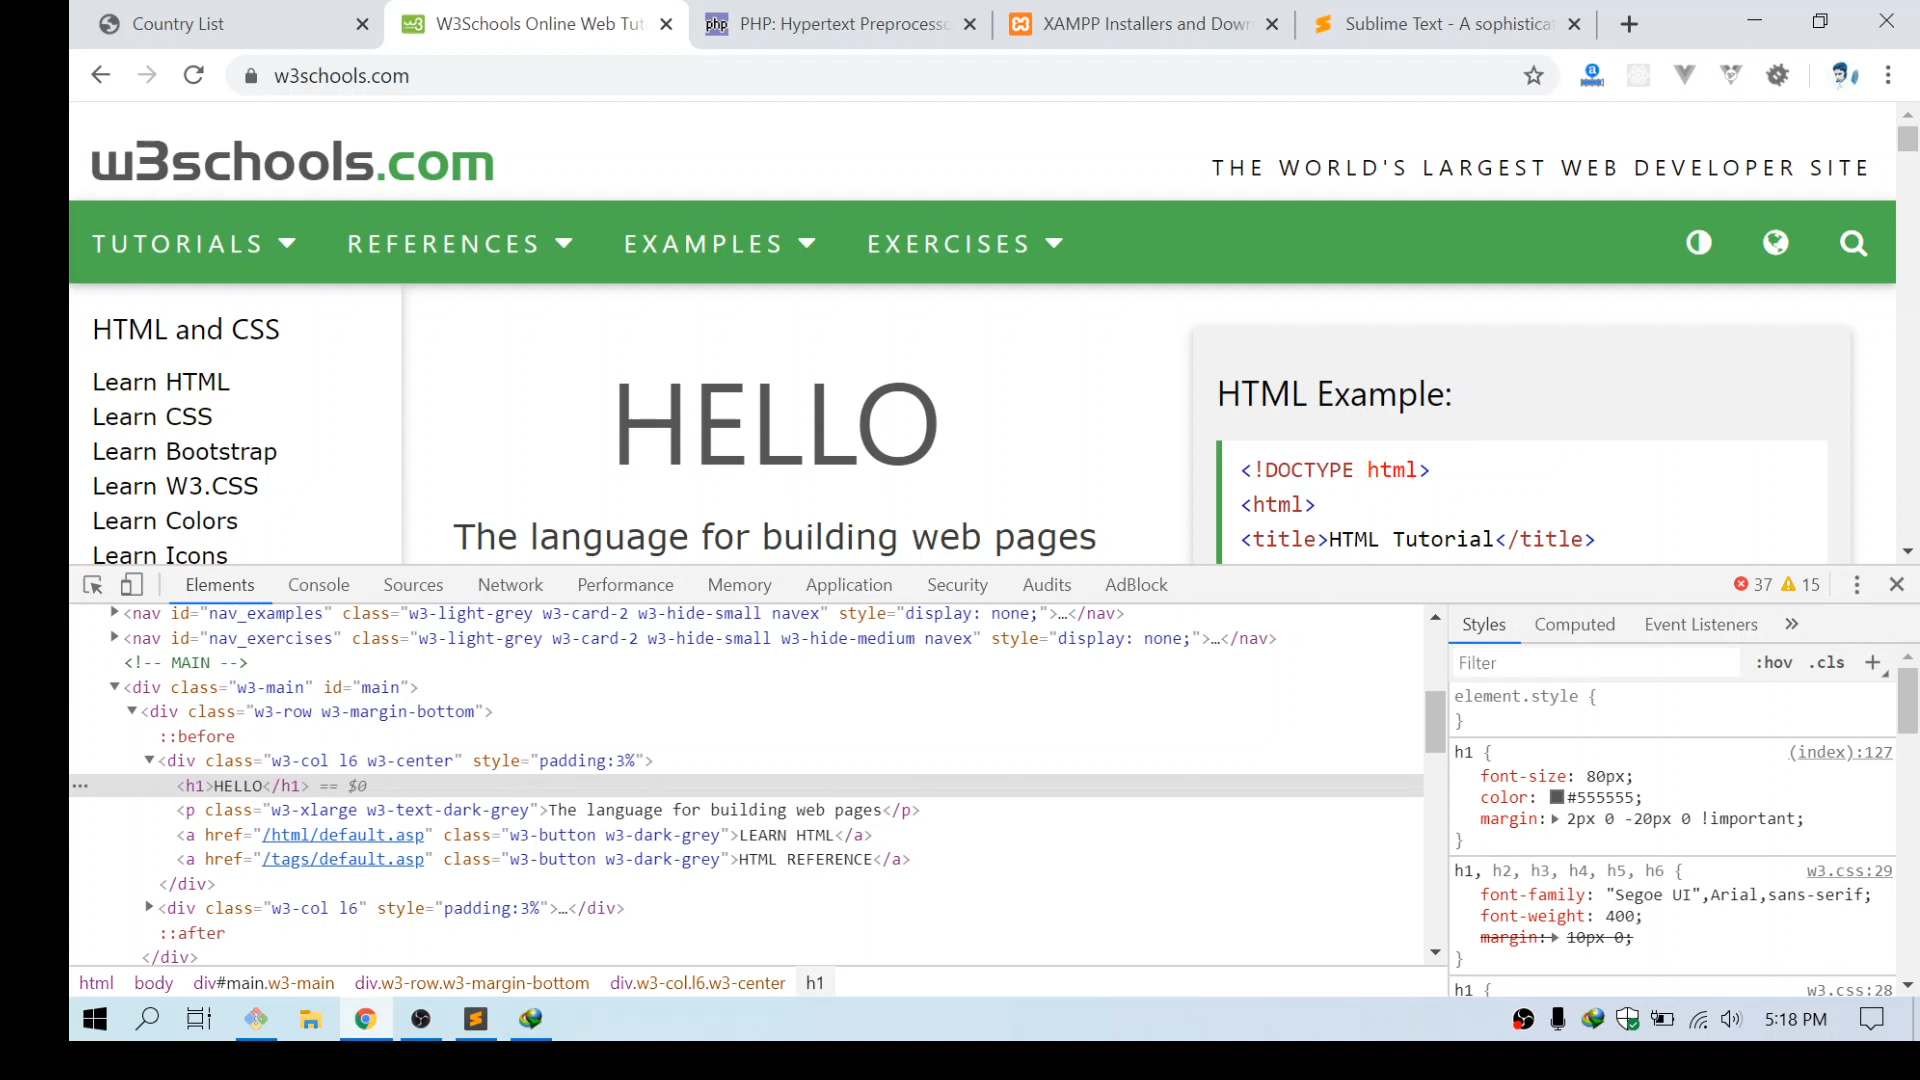 Country List
W3Schools Online Web Tut
PHP: Hypertext Preprocesso
XAMPP Installers and Down
Sublime Text - A sophistica
w3schools.com
w3schools.com
THE WORLD'S LARGEST WEB DEVELOPER SITE
TUTORIALS REFERENCES EXAMPLES EXERCISES
HTML and CSS
Learn HTML
Learn CSS
Learn Bootstrap
Learn W3.CSS
Learn Colors
Learn Icons
HELLO
The language for building web pages
HTML Example:
<!DOCTYPE html>
<html>
<title>HTML Tutorial</title>
Elements Console Sources Network Performance Memory Application Security Audits AdBlock 37 15
<nav id="nav_examples" class="w3-light-grey w3-card-2 w3-hide-small navex" style="display: none;">…</nav>
<nav id="nav_exercises" class="w3-light-grey w3-card-2 w3-hide-small w3-hide-medium navex" style="display: none;">…</nav>
<!-- MAIN -->
<div class="w3-main" id="main">
<div class="w3-row w3-margin-bottom">
::before
<div class="w3-col l6 w3-center" style="padding:3%">
<h1>HELLO</h1> == $0
<p class="w3-xlarge w3-text-dark-grey">The language for building web pages</p>
<a href="/html/default.asp" class="w3-button w3-dark-grey">LEARN HTML</a>
<a href="/tags/default.asp" class="w3-button w3-dark-grey">HTML REFERENCE</a>
</div>
<div class="w3-col l6" style="padding:3%">…</div>
::after
</div>
html body div#main.w3-main div.w3-row.w3-margin-bottom div.w3-col.l6.w3-center h1
Styles Computed Event Listeners »
Filter :hov .cls +
element.style {
}
h1 { (index):127
font-size: 80px;
color: #555555;
margin: 2px 0 -20px 0 !important;
}
h1, h2, h3, h4, h5, h6 { w3.css:29
font-family: "Segoe UI",Arial,sans-serif;
font-weight: 400;
margin: 10px 0;
}
h1 { w3.css:28
5:18 PM